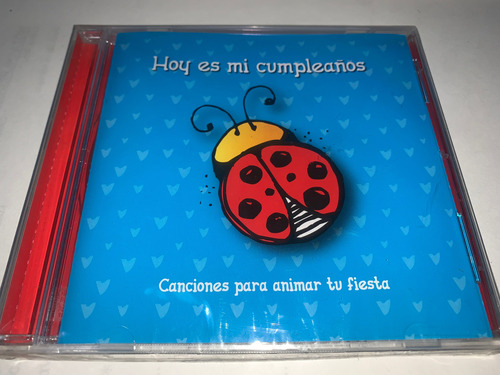 Hoy es mi cumpleaños
Canciones para animar tu fiesta